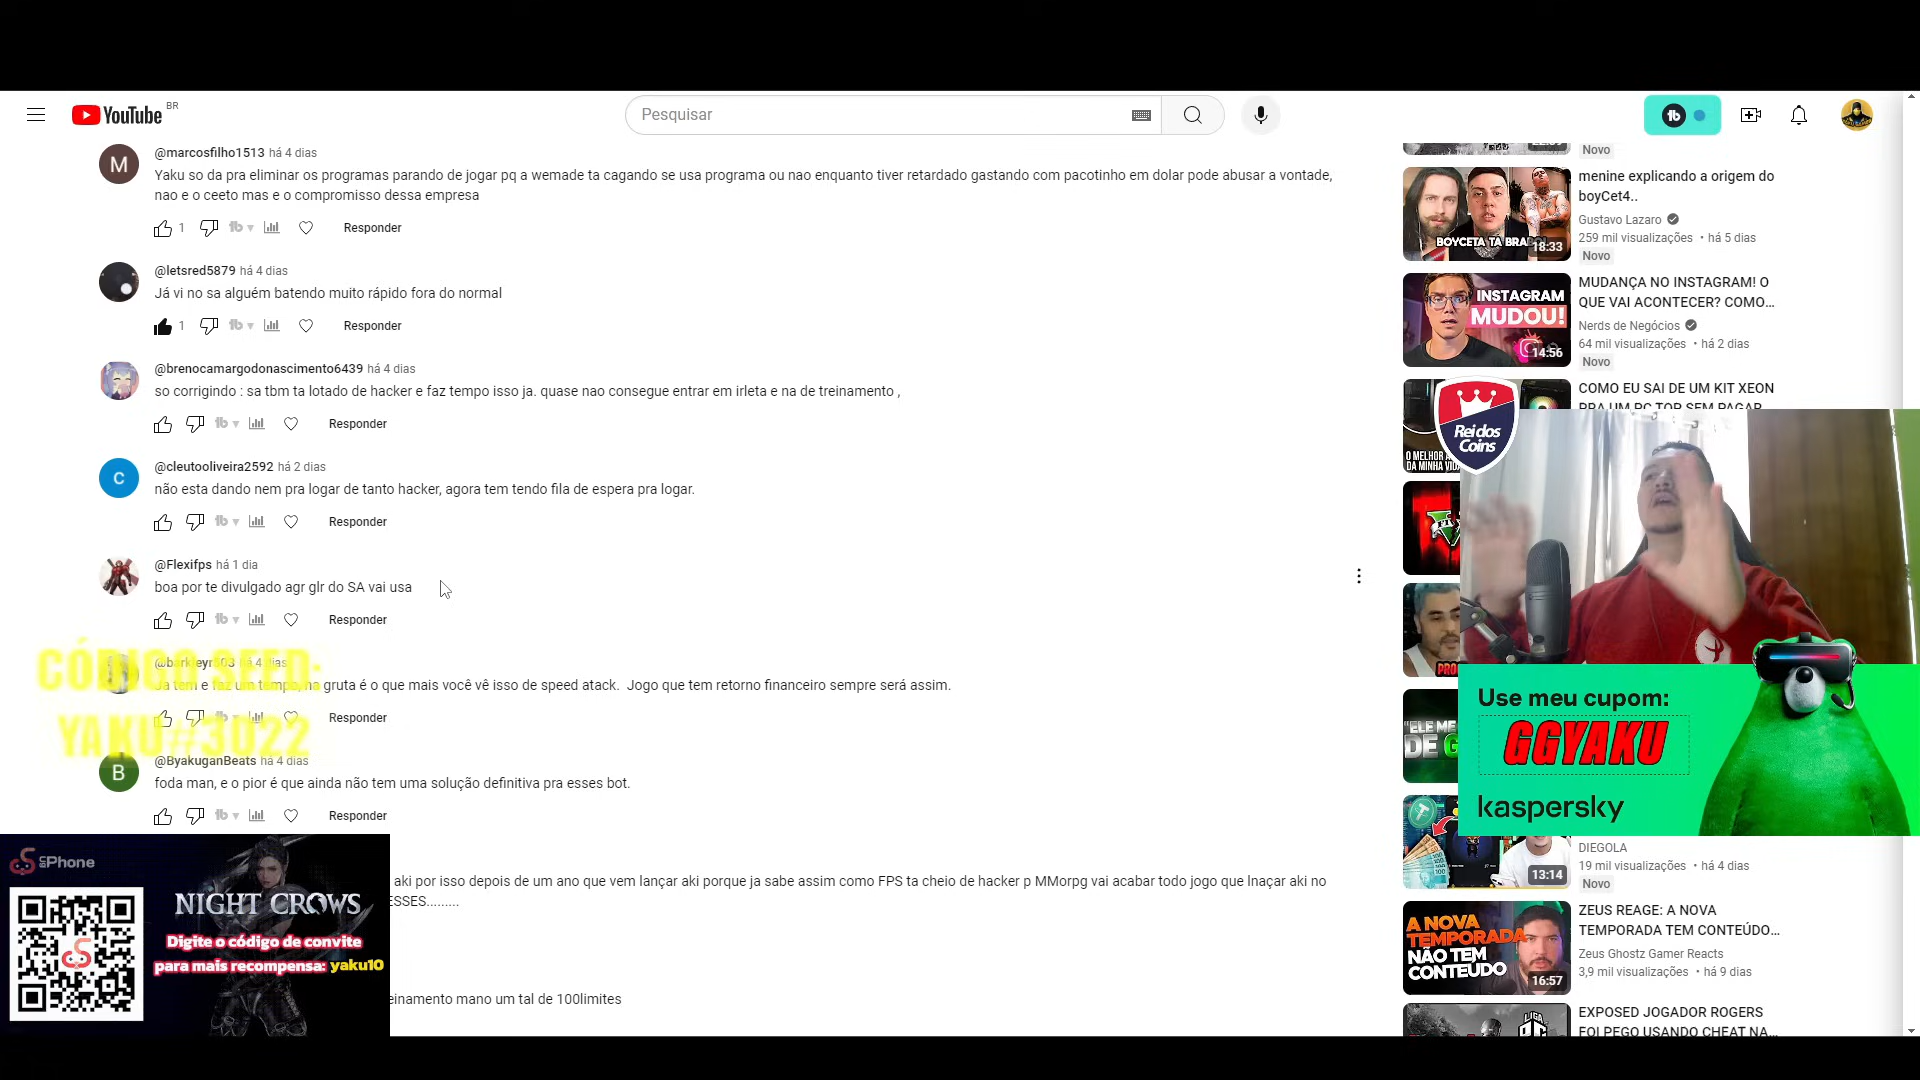 YouTube BR
Pesquisar
M
@marcosfilho1513 há 4 dias
Yaku so da pra eliminar os programas parando de jogar pq a wemade ta cagando se usa programa ou nao enquanto tiver retardado gastando com pacotinho em dolar pode abusar a vontade,
nao e o ceeto mas e o compromisso dessa empresa
1
Responder
@letsred5879 há 4 dias
Já vi no sa alguém batendo muito rápido fora do normal
1
Responder
@brenocamargodonascimento6439 há 4 dias
so corrigindo : sa tbm ta lotado de hacker e faz tempo isso ja. quase nao consegue entrar em irleta e na de treinamento ,
Responder
C
@cleutooliveira2592 há 2 dias
não esta dando nem pra logar de tanto hacker, agora tem tendo fila de espera pra logar.
Responder
@Flexifps há 1 dia
boa por te divulgado agr glr do SA vai usa
Responder
há 4 dias
Ja tem e faz um tempo, na gruta é o que mais você vê isso de speed atack. Jogo que tem retorno financeiro sempre será assim.
Responder
CÓDIGO SEED:
YAKU#3022
B
@ByakuganBeats há 4 dias
foda man, e o pior é que ainda não tem uma solução definitiva pra esses bot.
Responder
aki por isso depois de um ano que vem lançar aki porque ja sabe assim como FPS ta cheio de hacker p MMorpg vai acabar todo jogo que lnaçar aki no
ESSES.........
einamento mano um tal de 100limites
Phone
NIGHT CROWS
Digite o código de convite
para mais recompensa: yaku10
Novo
BOYCETA TA BRABO!
18:33
menine explicando a origem do
boyCet4..
Gustavo Lazaro
259 mil visualizações • há 5 dias
Novo
INSTAGRAM
MUDOU!
14:56
MUDANÇA NO INSTAGRAM! O
QUE VAI ACONTECER? COMO...
Nerds de Negócios
64 mil visualizações • há 2 dias
Novo
O MELHOR
DA MINHA VIDA
COMO EU SAI DE UM KIT XEON
PRA UM PC TOP SEM PAGAR
Rei dos
Coins
PRO
"ELE ME
DE G
Use meu cupom:
GGYAKU
kaspersky
13:14
DIEGOLA
19 mil visualizações • há 4 dias
Novo
A NOVA
TEMPORADA
NÃO TEM
CONTEÚDO
16:57
ZEUS REAGE: A NOVA
TEMPORADA TEM CONTEÚDO...
Zeus Ghostz Gamer Reacts
3,9 mil visualizações • há 9 dias
LIGA
EXPOSED JOGADOR ROGERS
FOI PEGO USANDO CHEAT NA...